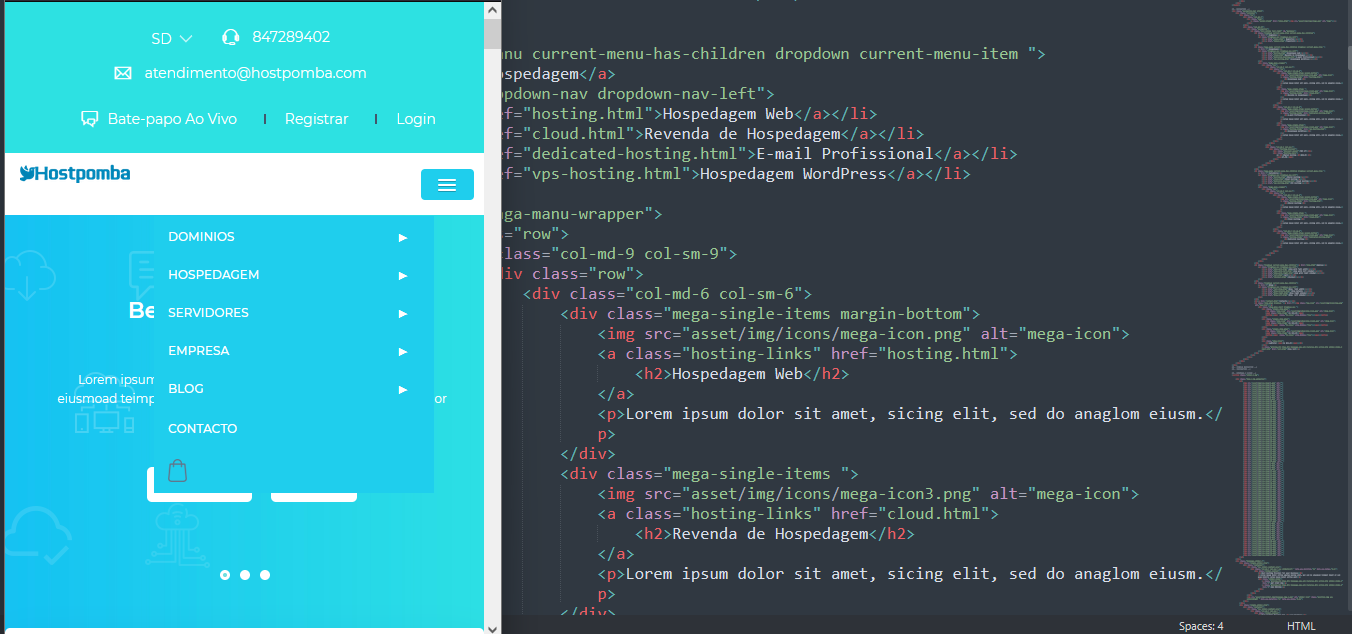 SD 847289402
atendimento@hostpomba.com
Bate-papo Ao Vivo | Registrar | Login
Hostpomba
DOMINIOS
HOSPEDAGEM
SERVIDORES
EMPRESA
BLOG
CONTACTO
Be
Lorem ipsum
eiusmoad teimp or
nu current-menu-has-children dropdown current-menu-item ">
spedagem</a>
pdown-nav dropdown-nav-left">
ef="hosting.html">Hospedagem Web</a></li>
ef="cloud.html">Revenda de Hospedagem</a></li>
ef="dedicated-hosting.html">E-mail Profissional</a></li>
ef="vps-hosting.html">Hospedagem WordPress</a></li>
ga-manu-wrapper">
="row">
lass="col-md-9 col-sm-9">
iv class="row">
<div class="col-md-6 col-sm-6">
<div class="mega-single-items margin-bottom">
<img src="asset/img/icons/mega-icon.png" alt="mega-icon">
<a class="hosting-links" href="hosting.html">
<h2>Hospedagem Web</h2>
</a>
<p>Lorem ipsum dolor sit amet, sicing elit, sed do anaglom eiusm.</
p>
</div>
<div class="mega-single-items ">
<img src="asset/img/icons/mega-icon3.png" alt="mega-icon">
<a class="hosting-links" href="cloud.html">
<h2>Revenda de Hospedagem</h2>
</a>
<p>Lorem ipsum dolor sit amet, sicing elit, sed do anaglom eiusm.</
p>
</div>
Spaces: 4 HTML